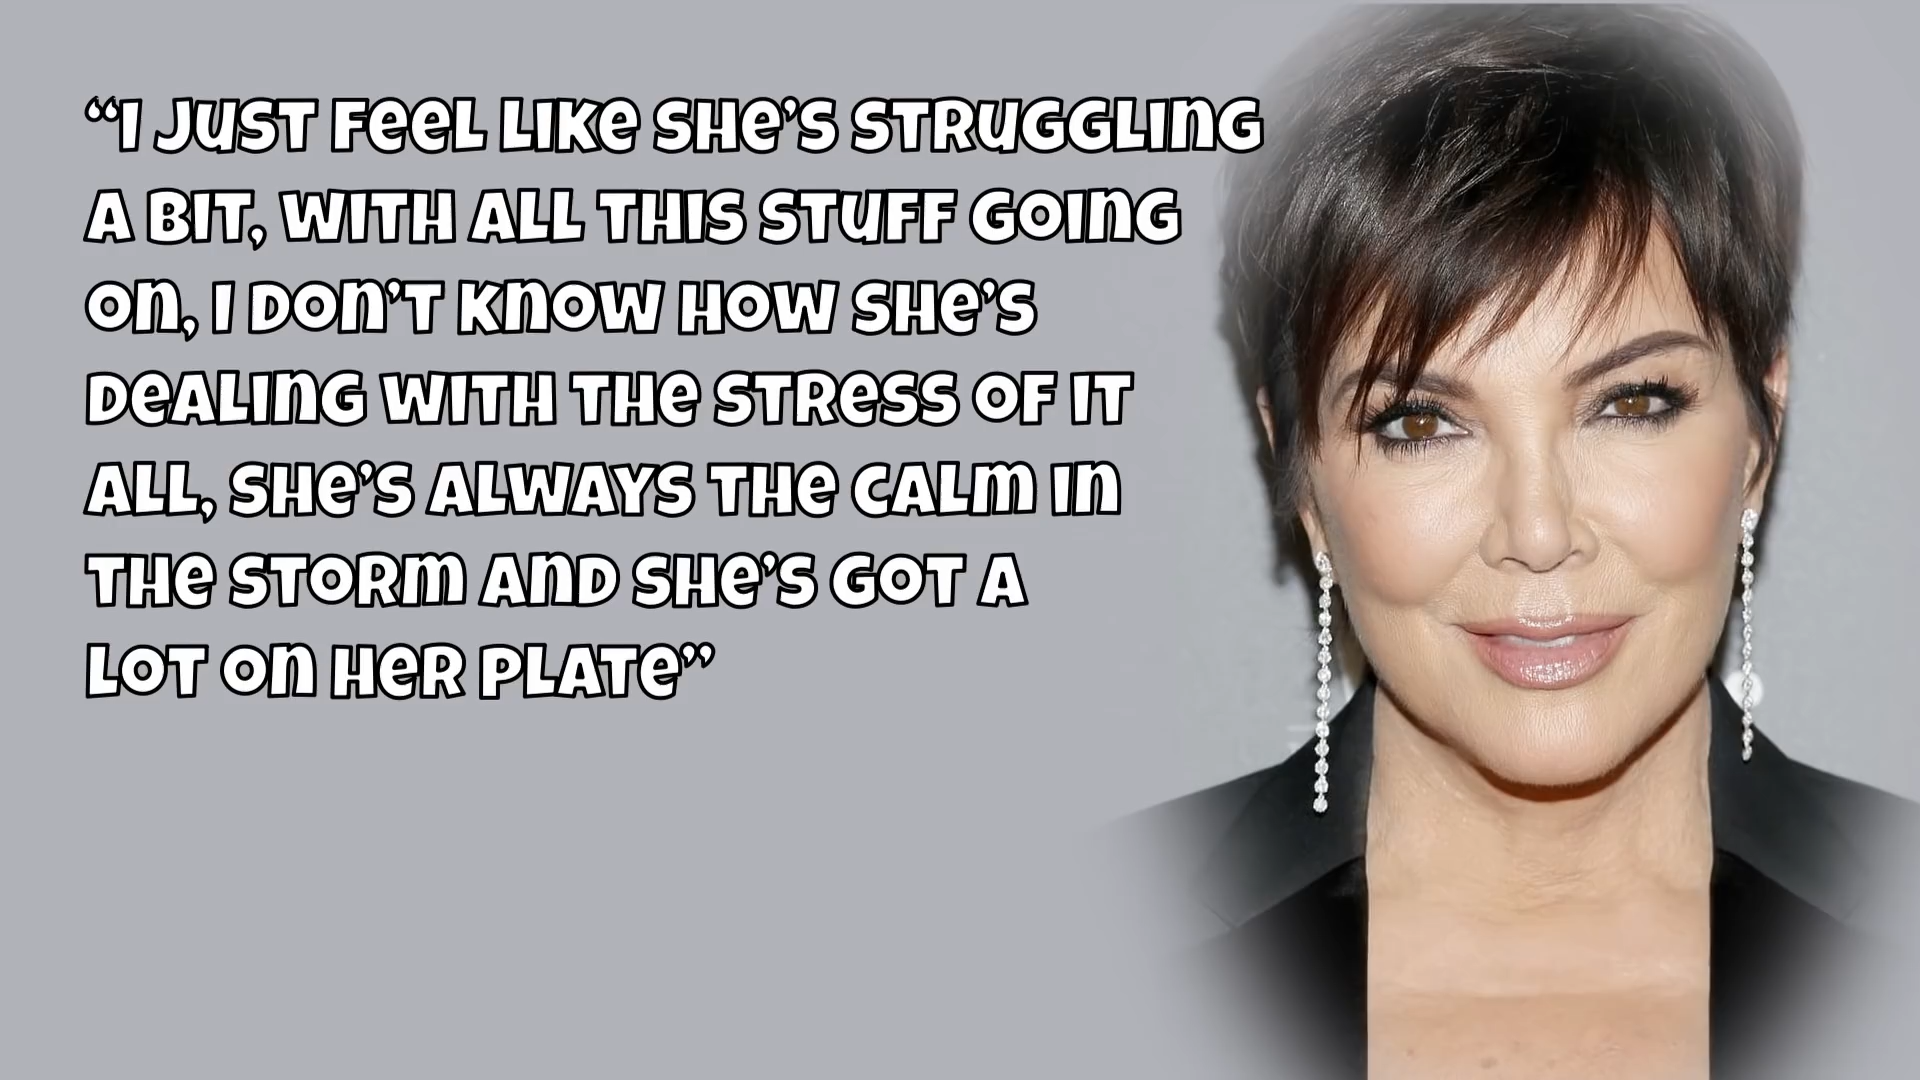 “I JUST FEEL LIKE SHE’S STRUGGLING
A BIT, WITH ALL THIS STUFF GOING
ON, I DON’T KNOW HOW SHE’S
DEALING WITH THE STRESS OF IT
ALL, SHE’S ALWAYS THE CALM IN
THE STORM AND SHE’S GOT A
LOT ON HER PLATE”